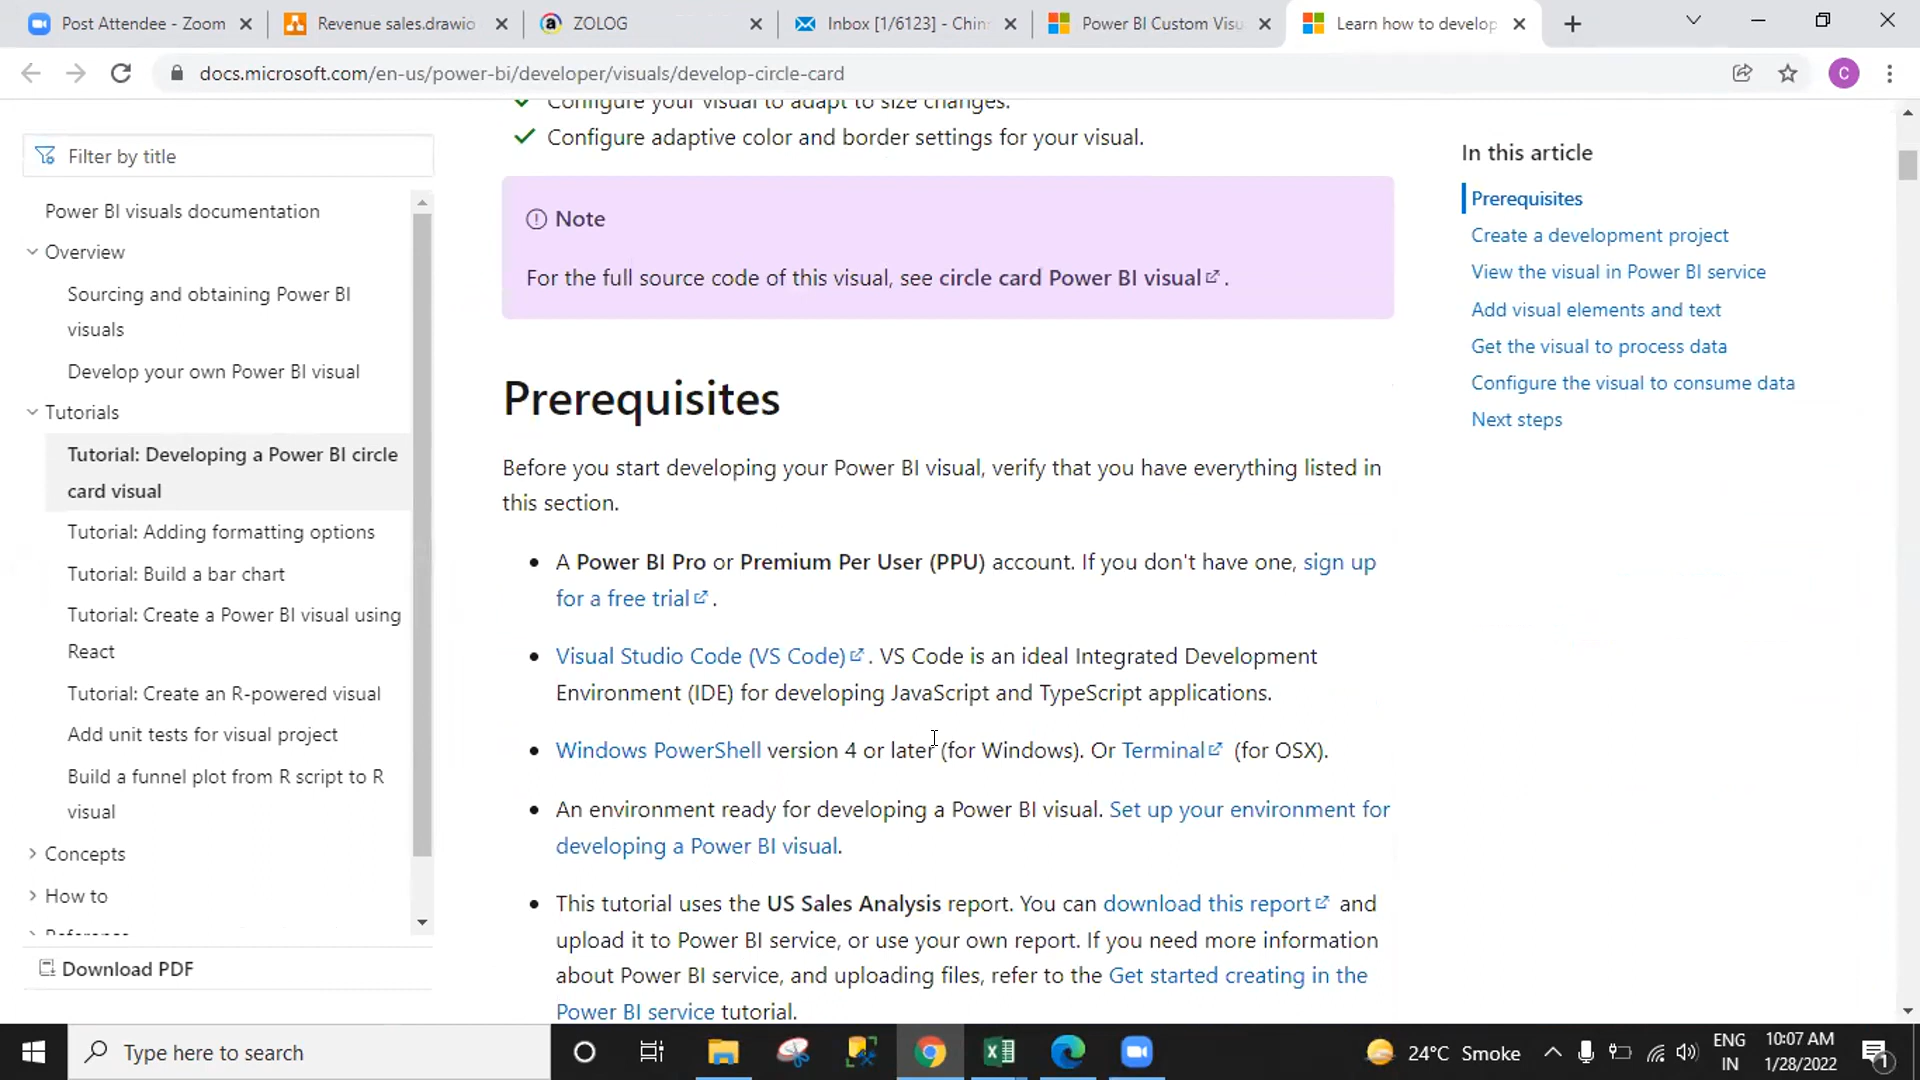 Post Attendee - Zoom
Revenue sales.drawio
ZOLOG
Inbox [1/6123] - Chin
Power BI Custom Visu
Learn how to develop
docs.microsoft.com/en-us/power-bi/developer/visuals/develop-circle-card
C
Filter by title
Power BI visuals documentation
Overview
Sourcing and obtaining Power BI
visuals
Develop your own Power BI visual
Tutorials
Tutorial: Developing a Power BI circle
card visual
Tutorial: Adding formatting options
Tutorial: Build a bar chart
Tutorial: Create a Power BI visual using
React
Tutorial: Create an R-powered visual
Add unit tests for visual project
Build a funnel plot from R script to R
visual
Concepts
How to
Reference
Download PDF
Configure your visual to adapt to size changes.
Configure adaptive color and border settings for your visual.
Note
For the full source code of this visual, see circle card Power BI visual .
Prerequisites
Before you start developing your Power BI visual, verify that you have everything listed in
this section.
• A Power BI Pro or Premium Per User (PPU) account. If you don't have one, sign up
for a free trial .
• Visual Studio Code (VS Code) . VS Code is an ideal Integrated Development
Environment (IDE) for developing JavaScript and TypeScript applications.
• Windows PowerShell version 4 or later (for Windows). Or Terminal (for OSX).
• An environment ready for developing a Power BI visual. Set up your environment for
developing a Power BI visual.
• This tutorial uses the US Sales Analysis report. You can download this report and
upload it to Power BI service, or use your own report. If you need more information
about Power BI service, and uploading files, refer to the Get started creating in the
Power BI service tutorial.
In this article
Prerequisites
Create a development project
View the visual in Power BI service
Add visual elements and text
Get the visual to process data
Configure the visual to consume data
Next steps
Type here to search
24°C Smoke
ENG
IN
10:07 AM
1/28/2022
1